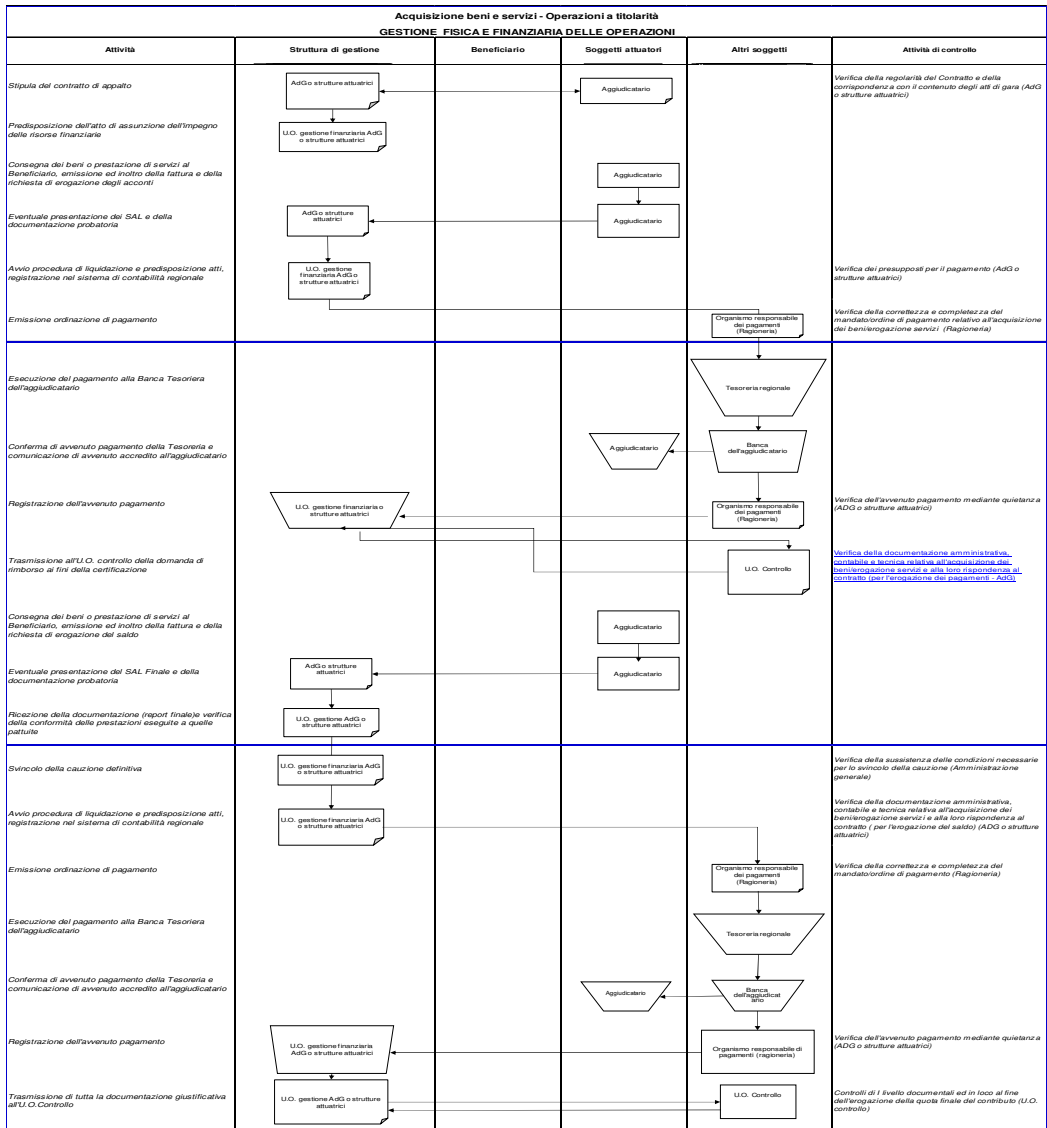 Acquisizione beni e servizi - Operazioni a titolarità
GESTIONE FISICA E FINANZIARIA DELLE OPERAZIONI
Attività
Struttura di gestione
Beneficiario
Soggetti attuatori
Altri soggetti
Attività di controllo
Stipula del contratto di appalto
AdG o strutture attuatrici
Aggiudicatario
Verifica della regolarità del Contratto e della
corrispondenza con il contenuto degli atti di gara (AdG
o strutture attuatrici)
Predisposizione dell'atto di assunzione dell'impegno
delle risorse finanziarie
U.O. gestione finanziaria AdG
o strutture attuatrici
Consegna dei beni o prestazione di servizi al
Beneficiario, emissione ed inoltro della fattura e della
richiesta di erogazione degli acconti
Aggiudicatario
Eventuale presentazione dei SAL e della
documentazione probatoria
AdG o strutture
attuatrici
Aggiudicatario
Avvio procedura di liquidazione e predisposizione atti,
registrazione nel sistema di contabilità regionale
U.O. gestione
finanziaria AdG o
strutture attuatrici
Verifica dei presupposti per il pagamento (AdG o
strutture attuatrici)
Emissione ordinazione di pagamento
Organismo responsabile
dei pagamenti
(Ragioneria)
Verifica della correttezza e completezza del
mandato/ordine di pagamento relativo all'acquisizione
dei beni/erogazione servizi (Ragioneria)
Esecuzione del pagamento alla Banca Tesoriera
dell'aggiudicatario
Tesoreria regionale
Conferma di avvenuto pagamento della Tesoreria e
comunicazione di avvenuto accredito all'aggiudicatario
Aggiudicatario
Banca
dell'aggiudicatario
Registrazione dell'avvenuto pagamento
U.O. gestione finanziaria o
strutture attuatrici
Organismo responsabile
dei pagamenti
(Ragioneria)
Verifica dell'avvenuto pagamento mediante quietanza
(ADG o strutture attuatrici)
Trasmissione all'U.O. controllo della domanda di
rimborso ai fini della certificazione
U.O. Controllo
Verifica della documentazione amministrativa,
contabile e tecnica relativa all'acquisizione dei
beni/erogazione servizi e alla loro rispondenza al
contratto (per l'erogazione dei pagamenti - AdG)
Consegna dei beni o prestazione di servizi al
Beneficiario, emissione ed inoltro della fattura e della
richiesta di erogazione del saldo
Aggiudicatario
Eventuale presentazione del SAL Finale e della
documentazione probatoria
AdG o strutture
attuatrici
Aggiudicatario
Ricezione della documentazione (report finale)e verifica
della conformità delle prestazioni eseguite a quelle
pattuite
U.O. gestione AdG o
strutture attuatrici
Svincolo della cauzione definitiva
U.O. gestione finanziaria AdG
o strutture attuatrici
Verifica della sussistenza delle condizioni necessarie
per lo svincolo della cauzione (Amministrazione
generale)
Avvio procedura di liquidazione e predisposizione atti,
registrazione nel sistema di contabilità regionale
U.O. gestione finanziaria AdG
o strutture attuatrici
Verifica della documentazione amministrativa,
contabile e tecnica relativa all'acquisizione dei
beni/erogazione servizi e alla loro rispondenza al
contratto ( per l'erogazione del saldo) (ADG o strutture
attuatrici)
Emissione ordinazione di pagamento
Organismo responsabile
dei pagamenti
(Ragioneria)
Verifica della correttezza e completezza del
mandato/ordine di pagamento (Ragioneria)
Esecuzione del pagamento alla Banca Tesoriera
dell'aggiudicatario
Tesoreria regionale
Conferma di avvenuto pagamento della Tesoreria e
comunicazione di avvenuto accredito all'aggiudicatario
Aggiudicatario
Banca
dell'aggiudicat
ario
Registrazione dell'avvenuto pagamento
U.O. gestione finanziaria
AdG o strutture attuatrici
Organismo responsabile di
pagamenti (ragioneria)
Verifica dell'avvenuto pagamento mediante quietanza
(ADG o strutture attuatrici)
Trasmissione di tutta la documentazione giustificativa
all'U.O.Controllo
U.O. gestione AdG o strutture
attuatrici
U.O. Controllo
Controlli di I livello documentali ed in loco al fine
dell'erogazione della quota finale del contributo (U.O.
controllo)